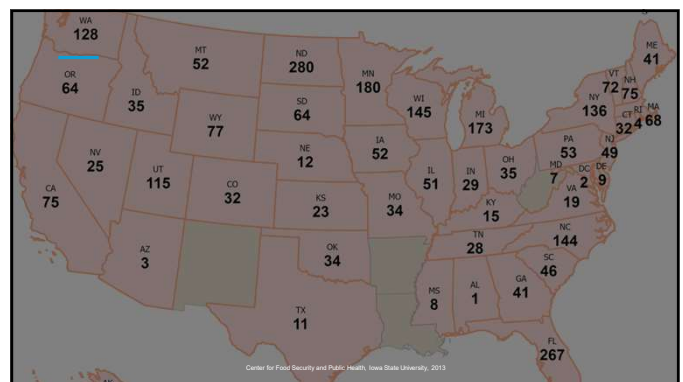 WA
128
MT
52
ND
280
MN
180
ME
41
OR
64
ID
35
SD
64
WI
145
MI
173
VT
72
NH
75
NY
136
MA
68
RI
4
CT
32
WY
77
NV
25
UT
115
NE
12
IA
52
PA
53
NJ
49
CA
75
CO
32
KS
23
MO
34
IL
51
IN
29
OH
35
MD
7
DC
2
DE
9
VA
19
KY
15
AZ
3
OK
34
TN
28
NC
144
SC
46
TX
11
MS
8
AL
1
GA
41
FL
267
Center for Food Security and Public Health, Iowa State University, 2013